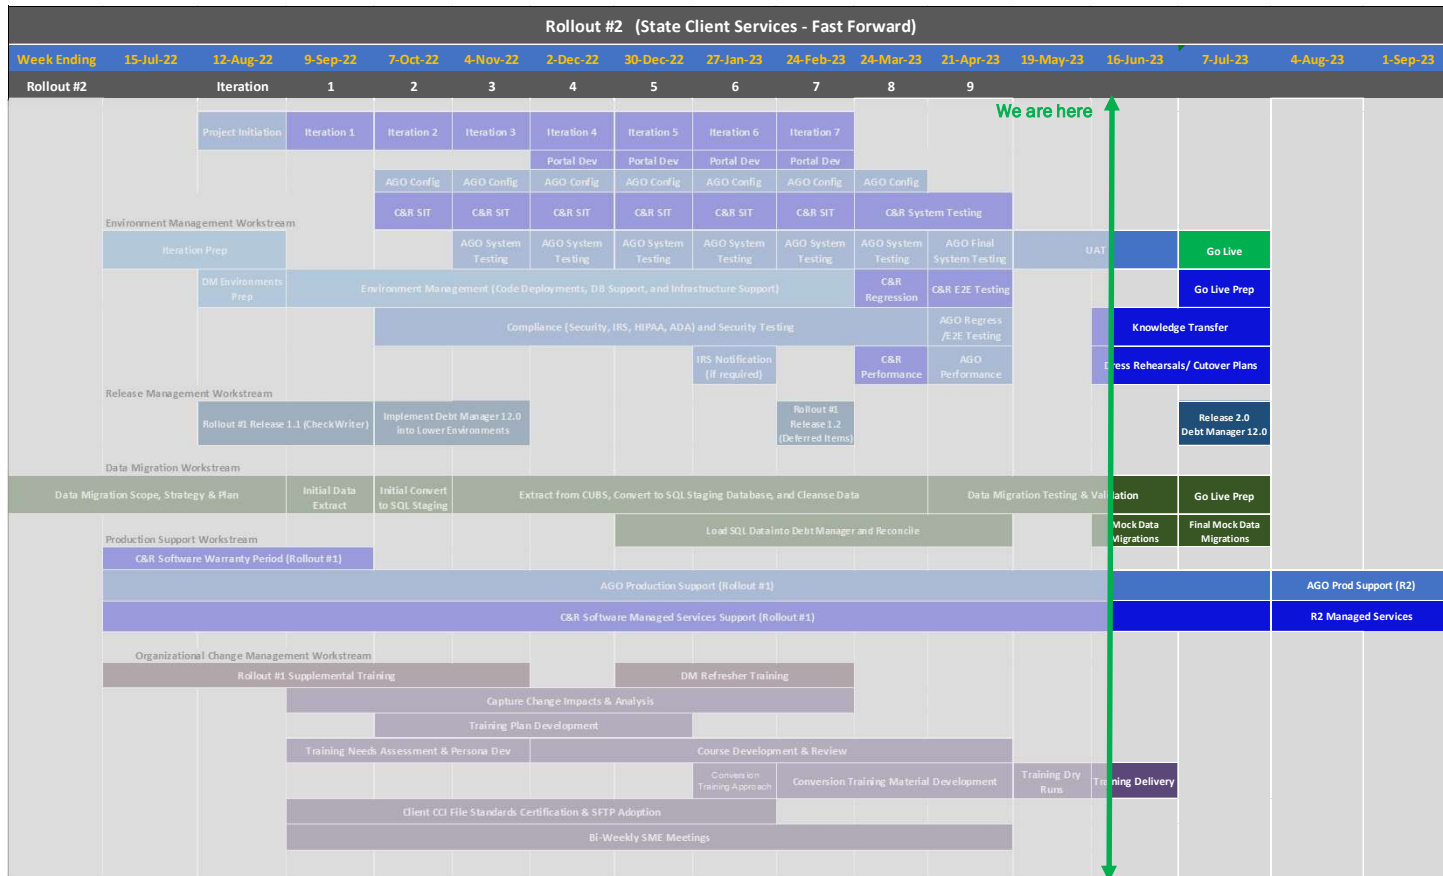 Rollout #2 (State Client Services - Fast Forward)
Week Ending 15-Jul-22 12-Aug-22 9-Sep-22 7-Oct-22 4-Nov-22 2-Dec-22 30-Dec-22 27-Jan-23 24-Feb-23 24-Mar-23 21-Apr-23 19-May-23 16-Jun-23 7-Jul-23 4-Aug-23 1-Sep-23
Rollout #2 Iteration 1 2 3 4 5 6 7 8 9
We are here
Project Initiation Iteration 1 Iteration 2 Iteration 3 Iteration 4 Iteration 5 Iteration 6 Iteration 7
Portal Dev Portal Dev Portal Dev Portal Dev
AGO Config AGO Config AGO Config AGO Config AGO Config AGO Config AGO Config
C&R SIT C&R SIT C&R SIT C&R SIT C&R SIT C&R SIT C&R System Testing
Environment Management Workstream
Iteration Prep
AGO System
Testing
AGO System
Testing
AGO System
Testing
AGO System
Testing
AGO System
Testing
AGO System
Testing
AGO Final
System Testing
UAT
Go Live
DM Environments
Prep
Environment Management (Code Deployments, DB Support, and Infrastructure Support)
C&R
Regression
C&R E2E Testing
Go Live Prep
Compliance (Security, IRS, HIPAA, ADA) and Security Testing
AGO Regress
/E2E Testing
Knowledge Transfer
IRS Notification
(if required)
C&R
Performance
AGO
Performance
Dress Rehearsals/ Cutover Plans
Release Management Workstream
Rollout #1 Release 1.1 (CheckWriter)
Implement Debt Manager 12.0
into Lower Environments
Rollout #1
Release 1.2
(Deferred Items)
Release 2.0
Debt Manager 12.0
Data Migration Workstream
Data Migration Scope, Strategy & Plan
Initial Data
Extract
Initial Convert
to SQL Staging
Extract from CUBS, Convert to SQL Staging Database, and Cleanse Data
Data Migration Testing & Validation
Go Live Prep
Load SQL Data into Debt Manager and Reconcile
Mock Data
Migrations
Final Mock Data
Migrations
Production Support Workstream
C&R Software Warranty Period (Rollout #1)
AGO Production Support (Rollout #1)
AGO Prod Support (R2)
C&R Software Managed Services Support (Rollout #1)
R2 Managed Services
Organizational Change Management Workstream
Rollout #1 Supplemental Training
DM Refresher Training
Capture Change Impacts & Analysis
Training Plan Development
Training Needs Assessment & Persona Dev
Course Development & Review
Conversion
Training Approach
Conversion Training Material Development
Training Dry
Runs
Training Delivery
Client CCI File Standards Certification & SFTP Adoption
Bi-Weekly SME Meetings